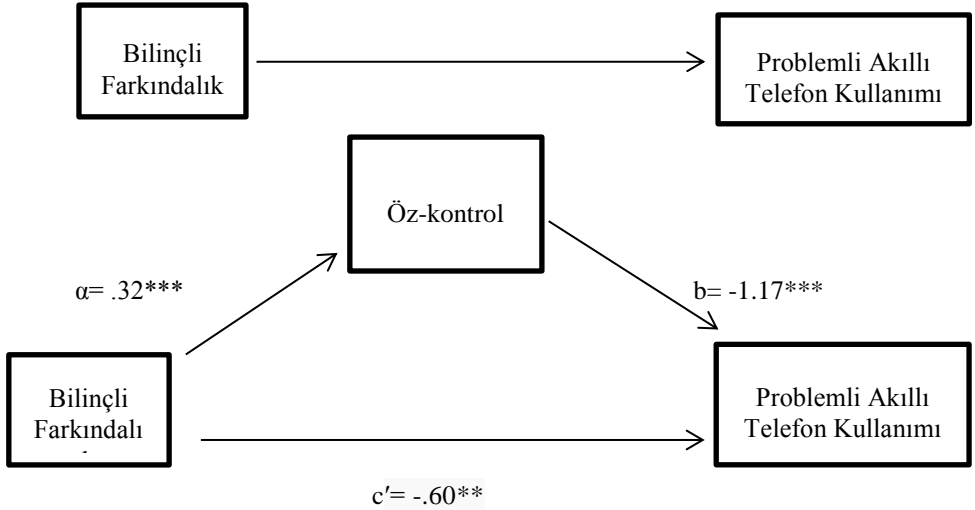 Bilinçli
Farkındalık
Problemli Akıllı
Telefon Kullanımı
Öz-kontrol
α= .32***
b= -1.17***
Bilinçli
Farkındalı
Problemli Akıllı
Telefon Kullanımı
c′= -.60**